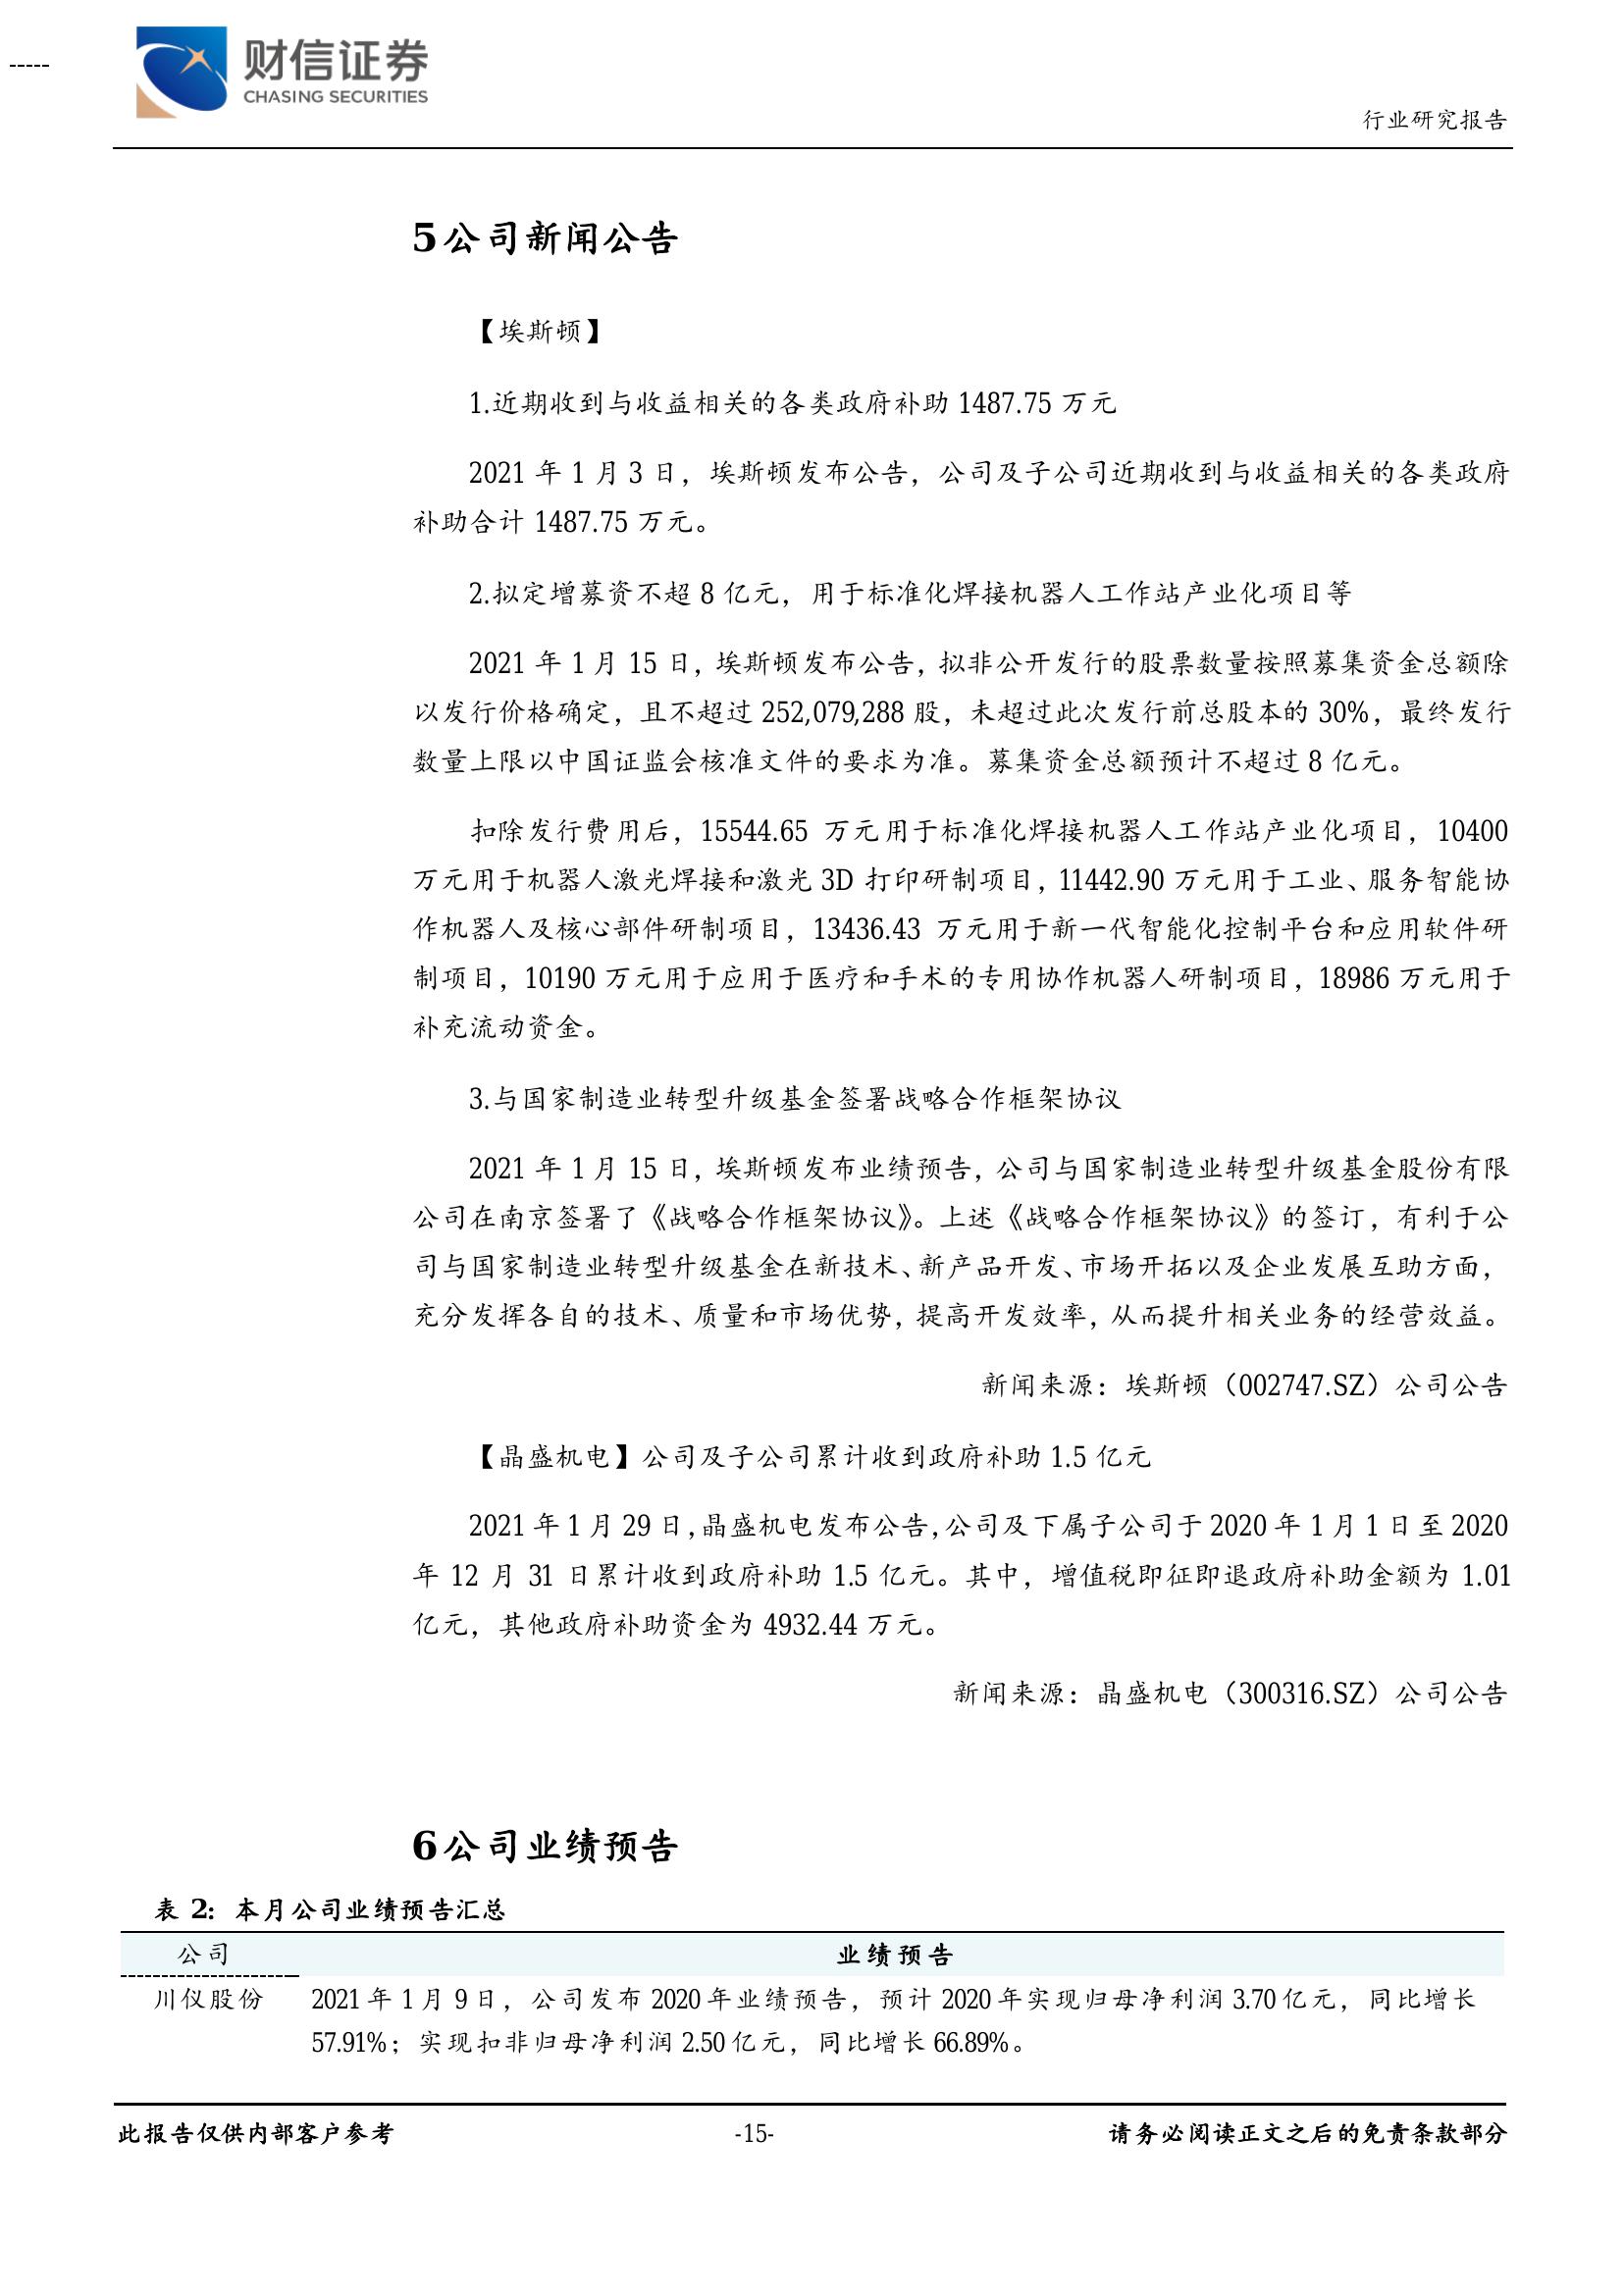 -----
财信证券
CHASING SECURITIES
行业研究报告
5公司新闻公告
【埃斯顿】
1.近期收到与收益相关的各类政府补助 1487.75 万元
2021 年 1 月 3 日，埃斯顿发布公告，公司及子公司近期收到与收益相关的各类政府
补助合计 1487.75 万元。
2.拟定增募资不超 8 亿元，用于标准化焊接机器人工作站产业化项目等
2021 年 1 月 15 日，埃斯顿发布公告，拟非公开发行的股票数量按照募集资金总额除
以发行价格确定，且不超过 252,079,288 股，未超过此次发行前总股本的 30%，最终发行
数量上限以中国证监会核准文件的要求为准。募集资金总额预计不超过 8 亿元。
扣除发行费用后，15544.65 万元用于标准化焊接机器人工作站产业化项目，10400
万元用于机器人激光焊接和激光 3D 打印研制项目，11442.90 万元用于工业、服务智能协
作机器人及核心部件研制项目，13436.43 万元用于新一代智能化控制平台和应用软件研
制项目，10190 万元用于应用于医疗和手术的专用协作机器人研制项目，18986 万元用于
补充流动资金。
3.与国家制造业转型升级基金签署战略合作框架协议
2021 年 1 月 15 日，埃斯顿发布业绩预告，公司与国家制造业转型升级基金股份有限
公司在南京签署了《战略合作框架协议》。上述《战略合作框架协议》的签订，有利于公
司与国家制造业转型升级基金在新技术、新产品开发、市场开拓以及企业发展互助方面，
充分发挥各自的技术、质量和市场优势，提高开发效率，从而提升相关业务的经营效益。
新闻来源：埃斯顿（002747.SZ）公司公告
【晶盛机电】公司及子公司累计收到政府补助 1.5 亿元
2021 年 1 月 29 日，晶盛机电发布公告，公司及下属子公司于 2020 年 1 月 1 日至 2020
年 12 月 31 日累计收到政府补助 1.5 亿元。其中，增值税即征即退政府补助金额为 1.01
亿元，其他政府补助资金为 4932.44 万元。
新闻来源：晶盛机电（300316.SZ）公司公告
6公司业绩预告
表 2：本月公司业绩预告汇总
公司 业绩预告
川仪股份 2021 年 1 月 9 日，公司发布 2020 年业绩预告，预计 2020 年实现归母净利润 3.70 亿元，同比增长
57.91%；实现扣非归母净利润 2.50 亿元，同比增长 66.89%。
此报告仅供内部客户参考 -15- 请务必阅读正文之后的免责条款部分